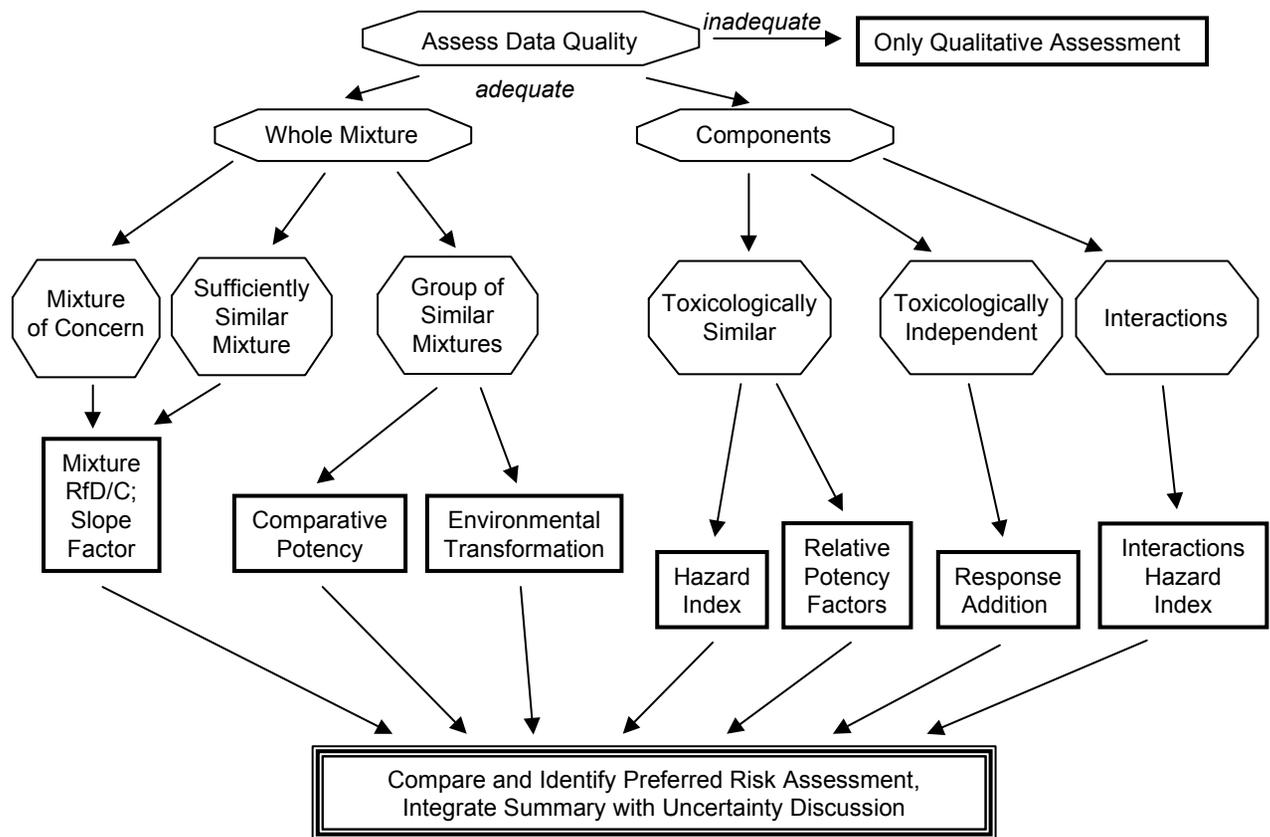 Assess Data Quality
inadequate
Only Qualitative Assessment
adequate
Whole Mixture
Components
Mixture
of Concern
Sufficiently
Similar
Mixture
Group of
Similar
Mixtures
Toxicologically
Similar
Toxicologically
Independent
Interactions
Mixture
RfD/C;
Slope
Factor
Comparative
Potency
Environmental
Transformation
Hazard
Index
Relative
Potency
Factors
Response
Addition
Interactions
Hazard
Index
Compare and Identify Preferred Risk Assessment,
Integrate Summary with Uncertainty Discussion